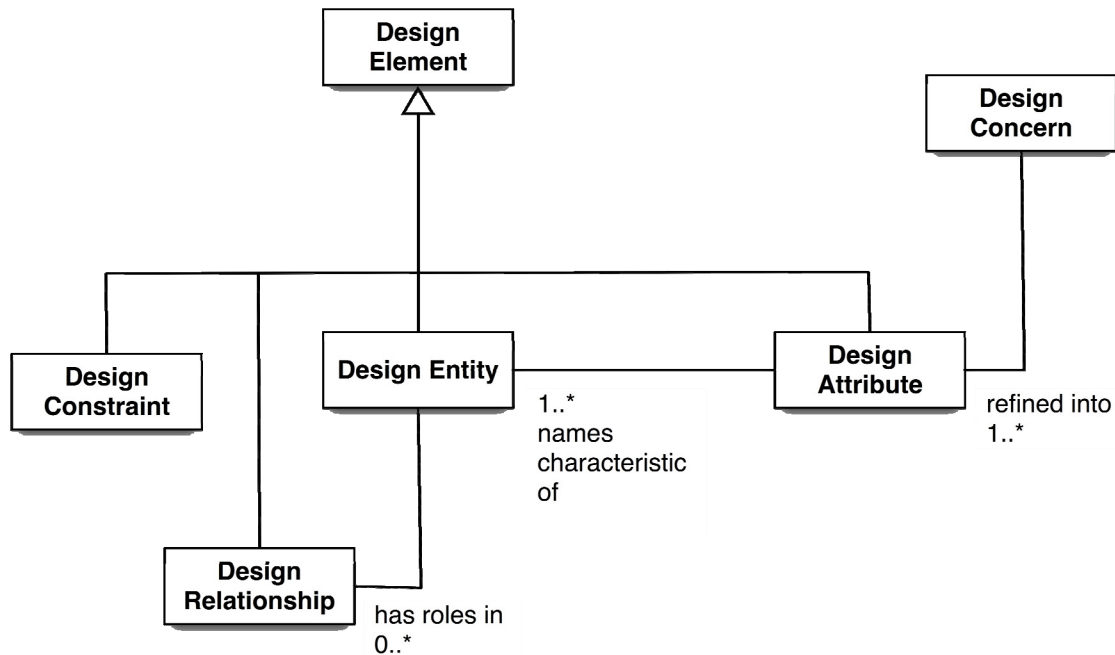 Design
Element
Design
Concern
Design
Constraint
Design Entity
Design
Attribute
1..*
names
characteristic
of
refined into
1..*
Design
Relationship
has roles in
0..*